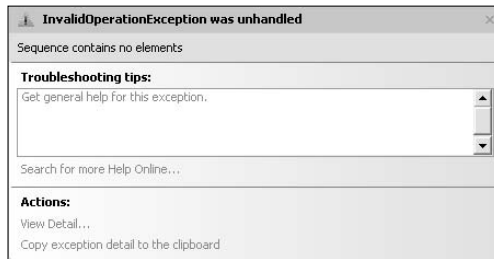 InvalidOperationException was unhandled
Sequence contains no elements
Troubleshooting tips:
Get general help for this exception.
Search for more Help Online...
Actions:
View Detail...
Copy exception detail to the clipboard